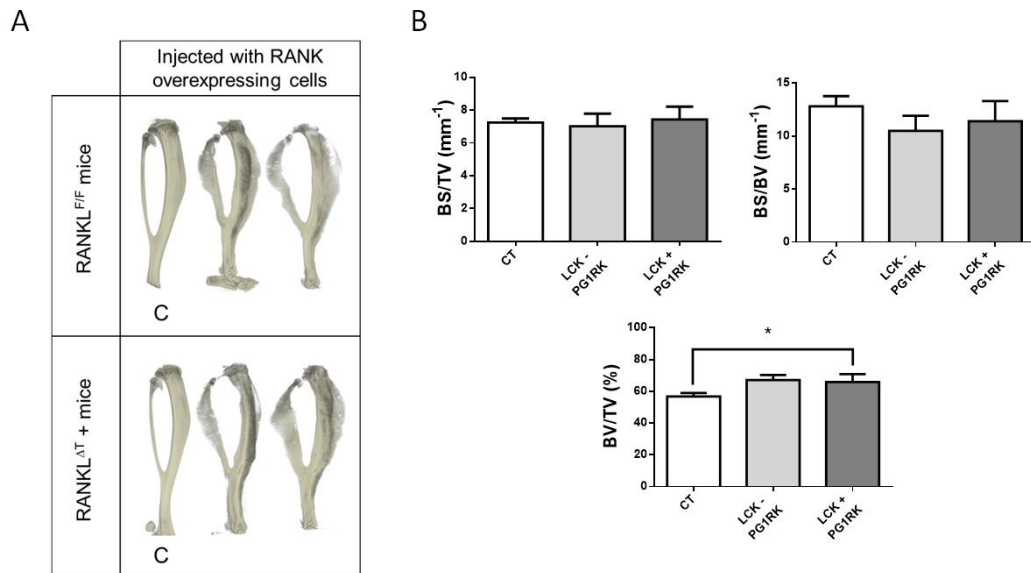 A
Injected with RANK
overexpressing cells
RANKL^F/F mice
C
RANKL^ΔT + mice
C
B
BS/TV (mm⁻¹)
10
8
6
4
2
0
CT
LCK -
PG1RK
LCK +
PG1RK
BS/BV (mm⁻¹)
15
10
5
0
CT
LCK -
PG1RK
LCK +
PG1RK
BV/TV (%)
100
80
60
40
20
0
*
CT
LCK -
PG1RK
LCK +
PG1RK